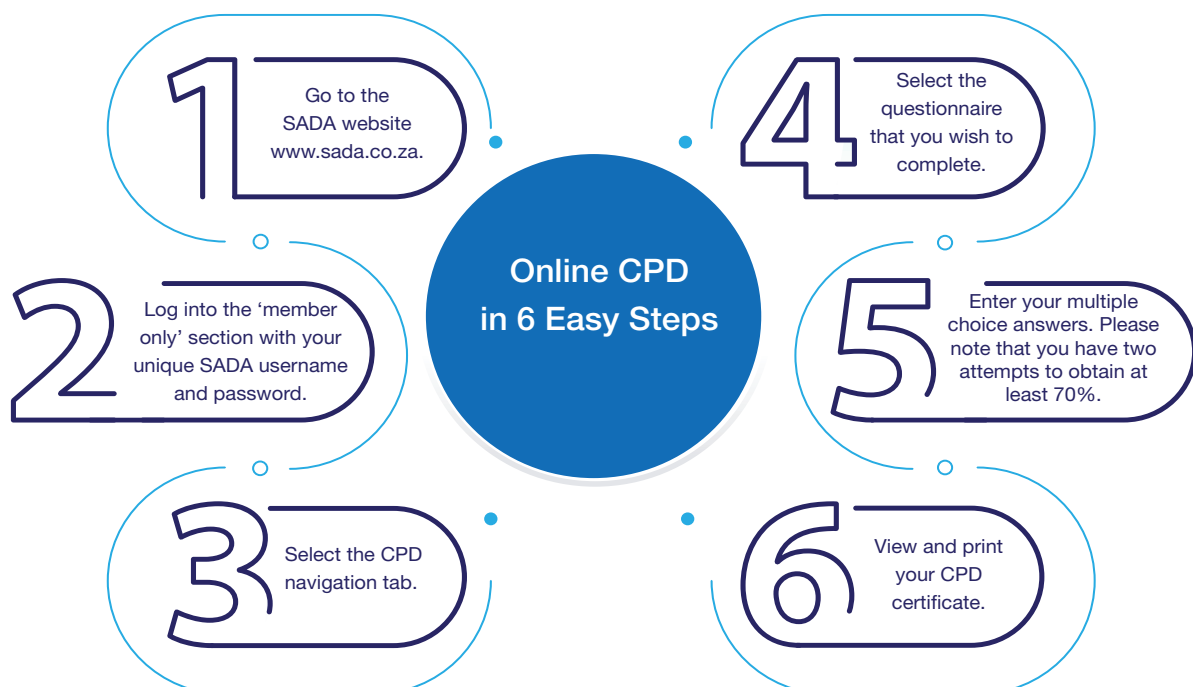 Online CPD
in 6 Easy Steps
1
Go to the
SADA website
www.sada.co.za.
2
Log into the ‘member
only’ section with your
unique SADA username
and password.
3
Select the CPD
navigation tab.
4
Select the
questionnaire
that you wish to
complete.
5
Enter your multiple
choice answers. Please
note that you have two
attempts to obtain at
least 70%.
6
View and print
your CPD
certificate.